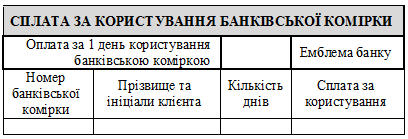 СПЛАТА ЗА КОРИСТУВАННЯ БАНКІВСЬКОЇ КОМІРКИ
Оплата за 1 день користування
банківською коміркою
Емблема банку
Номер
банківської
комірки
Прізвище та
ініціали клієнта
Кількість
днів
Сплата за
користування